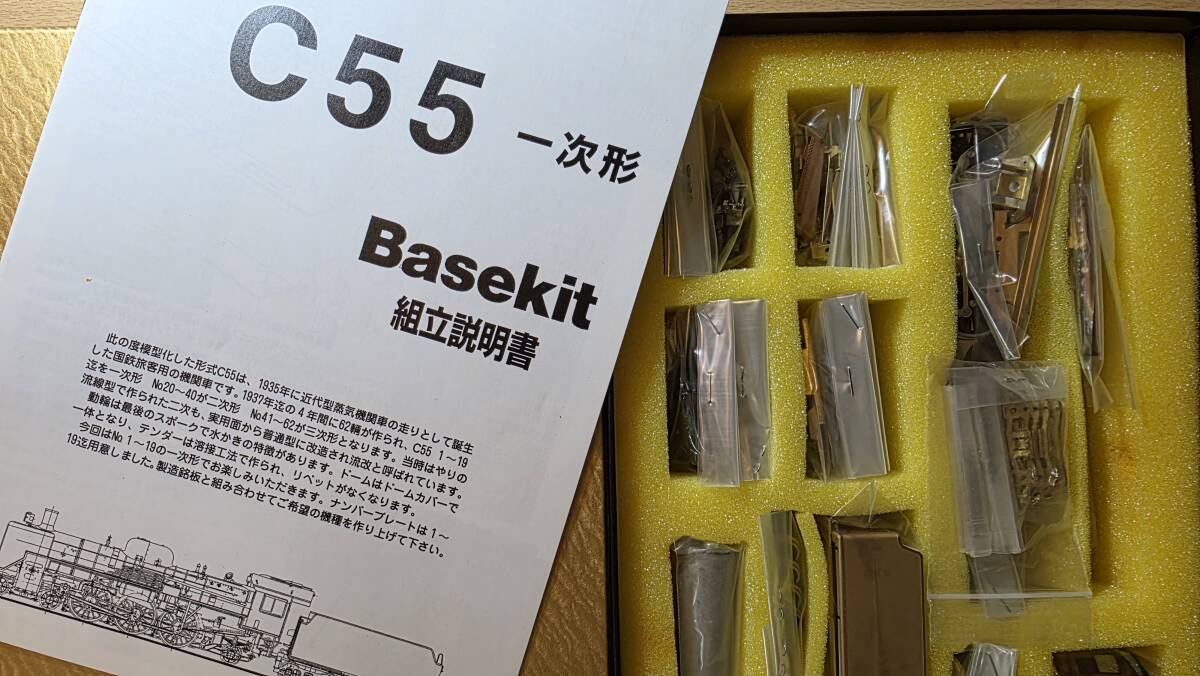 C55 一次形
Basekit
組立説明書
此の度模型化した形式C55は、1935年に近代型蒸気機関車の走りとして誕生
した国鉄旅客用の機関車です。1937年迄の4年間に62輛が作られ、C55 1〜19
迄を一次形 No20〜40が二次形 No41〜62が三次形となります。当時はやりの
流線型で作られた二次も、実用面から普通型に改造され流改と呼ばれています。
動輪は最後のスポークで水かきの特徴があります。ドームはドームカバーで
一体となり、テンダーは溶接工法で作られ、リベットがなくなります。
今回はNo.1〜19の一次形でお楽しみいただきます。ナンバープレートは1〜
19迄用意しました。製造銘板と組み合わせてご希望の機種を作り上げて下さい。